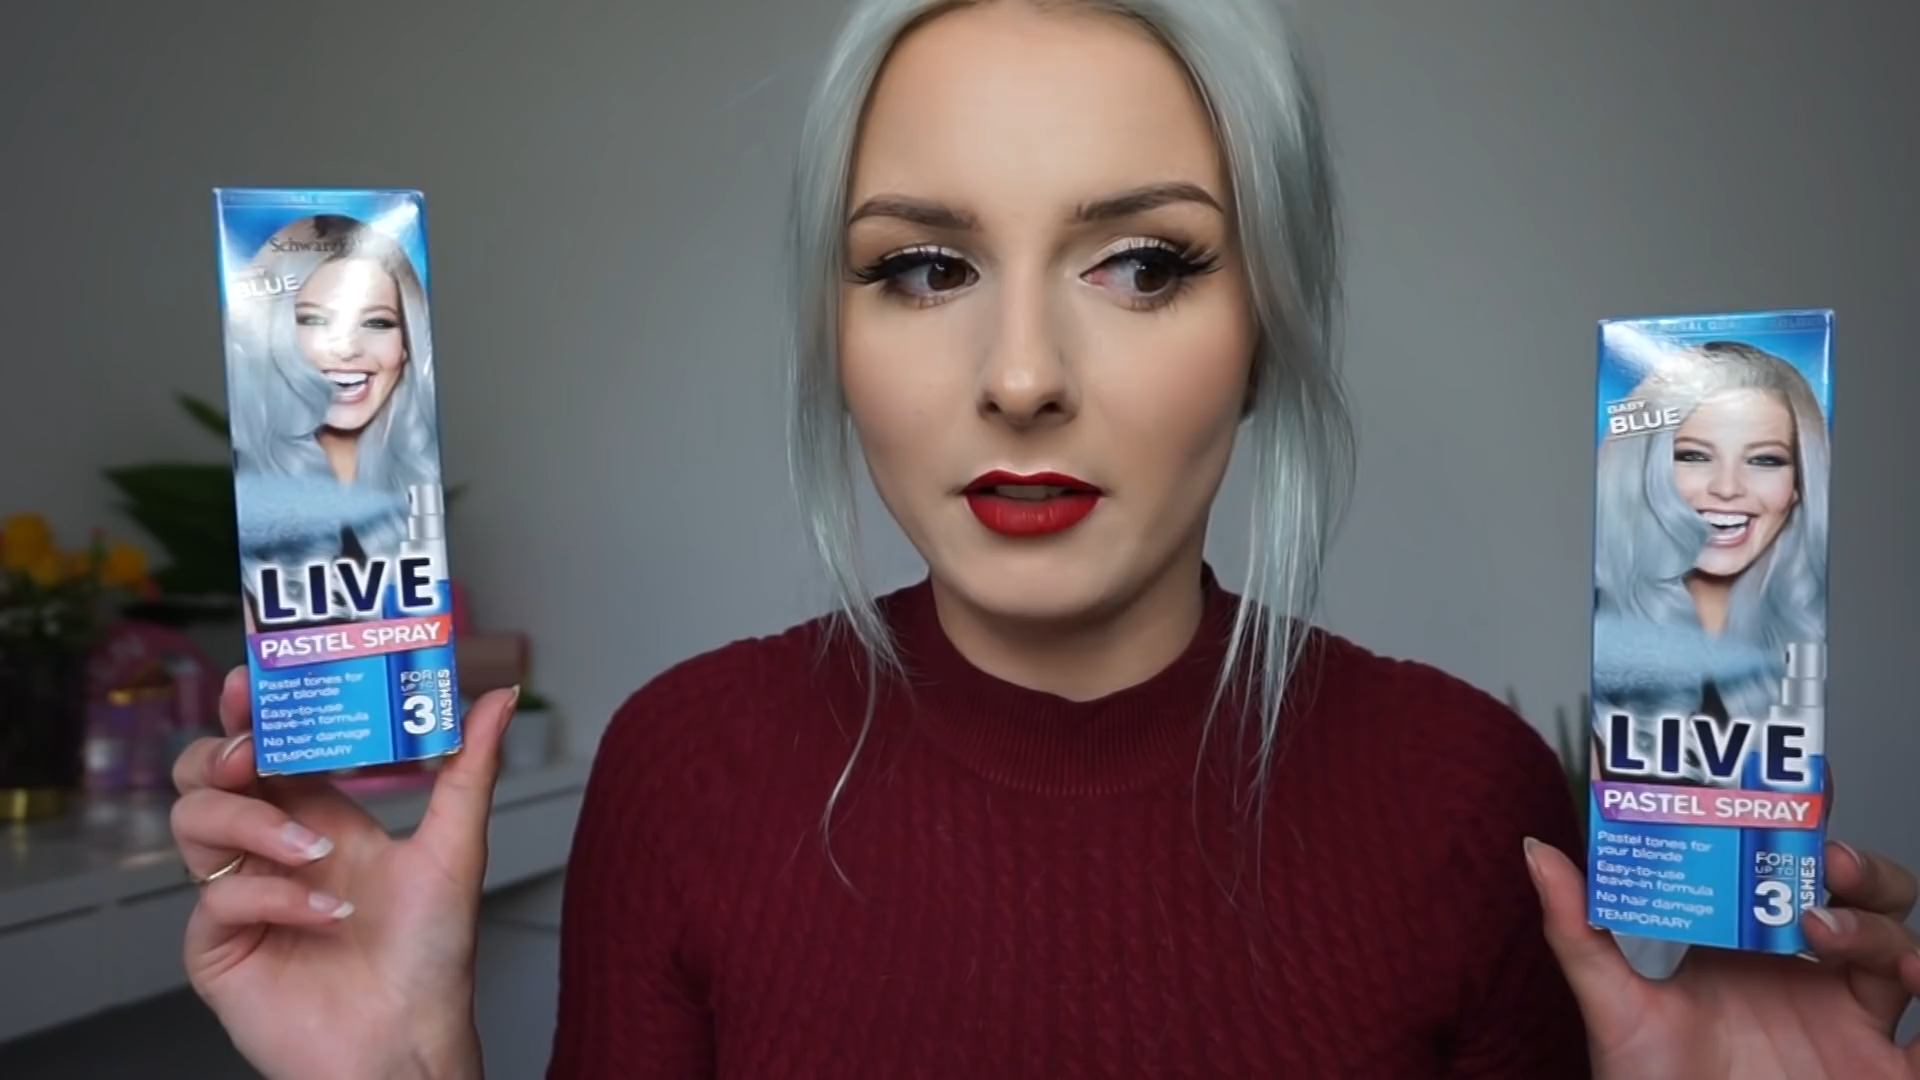 BLUE
LIVE
PASTEL SPRAY
Pastel tones for
your blonde
Easy-to-use
leave-in formula
No hair damage
TEMPORARY
FOR
UP TO
3
WASHES
BABY
BLUE
LIVE
PASTEL SPRAY
Pastel tones for
your blonde
Easy-to-use
leave-in formula
No hair damage
TEMPORARY
FOR
UP TO
3